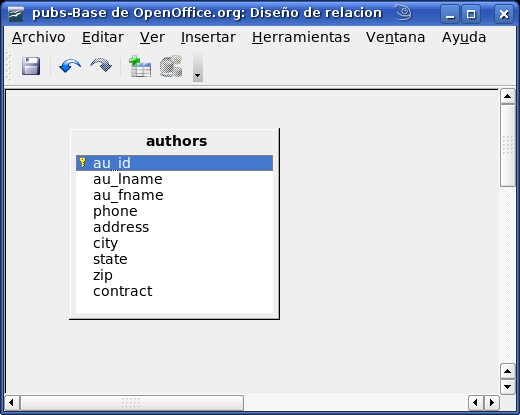 pubs-Base de OpenOffice.org: Diseño de relacion
Archivo Editar Ver Insertar Herramientas Ventana Ayuda
authors
au_id
au_lname
au_fname
phone
address
city
state
zip
contract